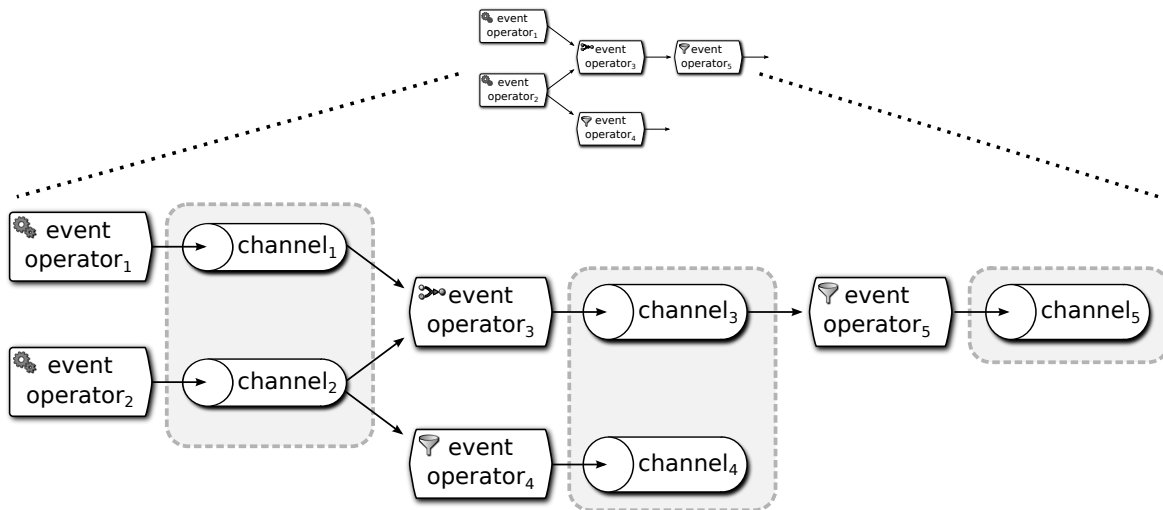 event
operator₁
event
operator₃
event
operator₅
event
operator₂
event
operator₄
event
operator₁
channel₁
event
operator₃
channel₃
event
operator₅
channel₅
event
operator₂
channel₂
event
operator₄
channel₄